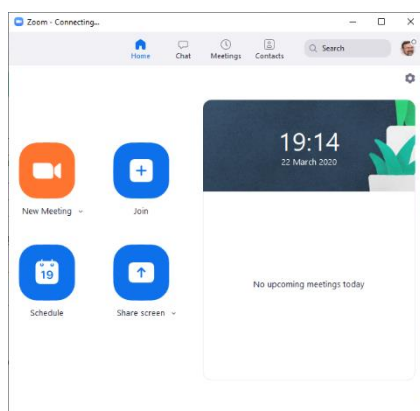 Zoom - Connecting...
Home Chat Meetings Contacts Search
19:14
22 March 2020
New Meeting Join
19
Schedule Share screen
No upcoming meetings today